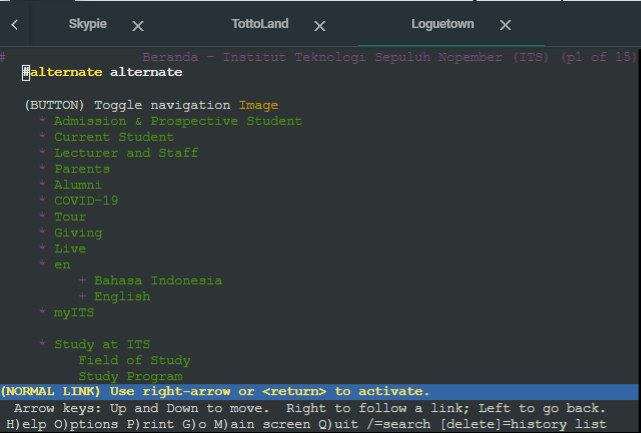 Skypie
TottoLand
Loguetown
# Beranda - Institut Teknologi Sepuluh Nopember (ITS) (p1 of 15)
#alternate alternate
(BUTTON) Toggle navigation Image
* Admission & Prospective Student
* Current Student
* Lecturer and Staff
* Parents
* Alumni
* COVID-19
* Tour
* Giving
* Live
* en
+ Bahasa Indonesia
+ English
* myITS
* Study at ITS
Field of Study
Study Program
(NORMAL LINK) Use right-arrow or <return> to activate.
Arrow keys: Up and Down to move.  Right to follow a link; Left to go back.
H)elp O)ptions P)rint G)o M)ain screen Q)uit /=search [delete]=history list